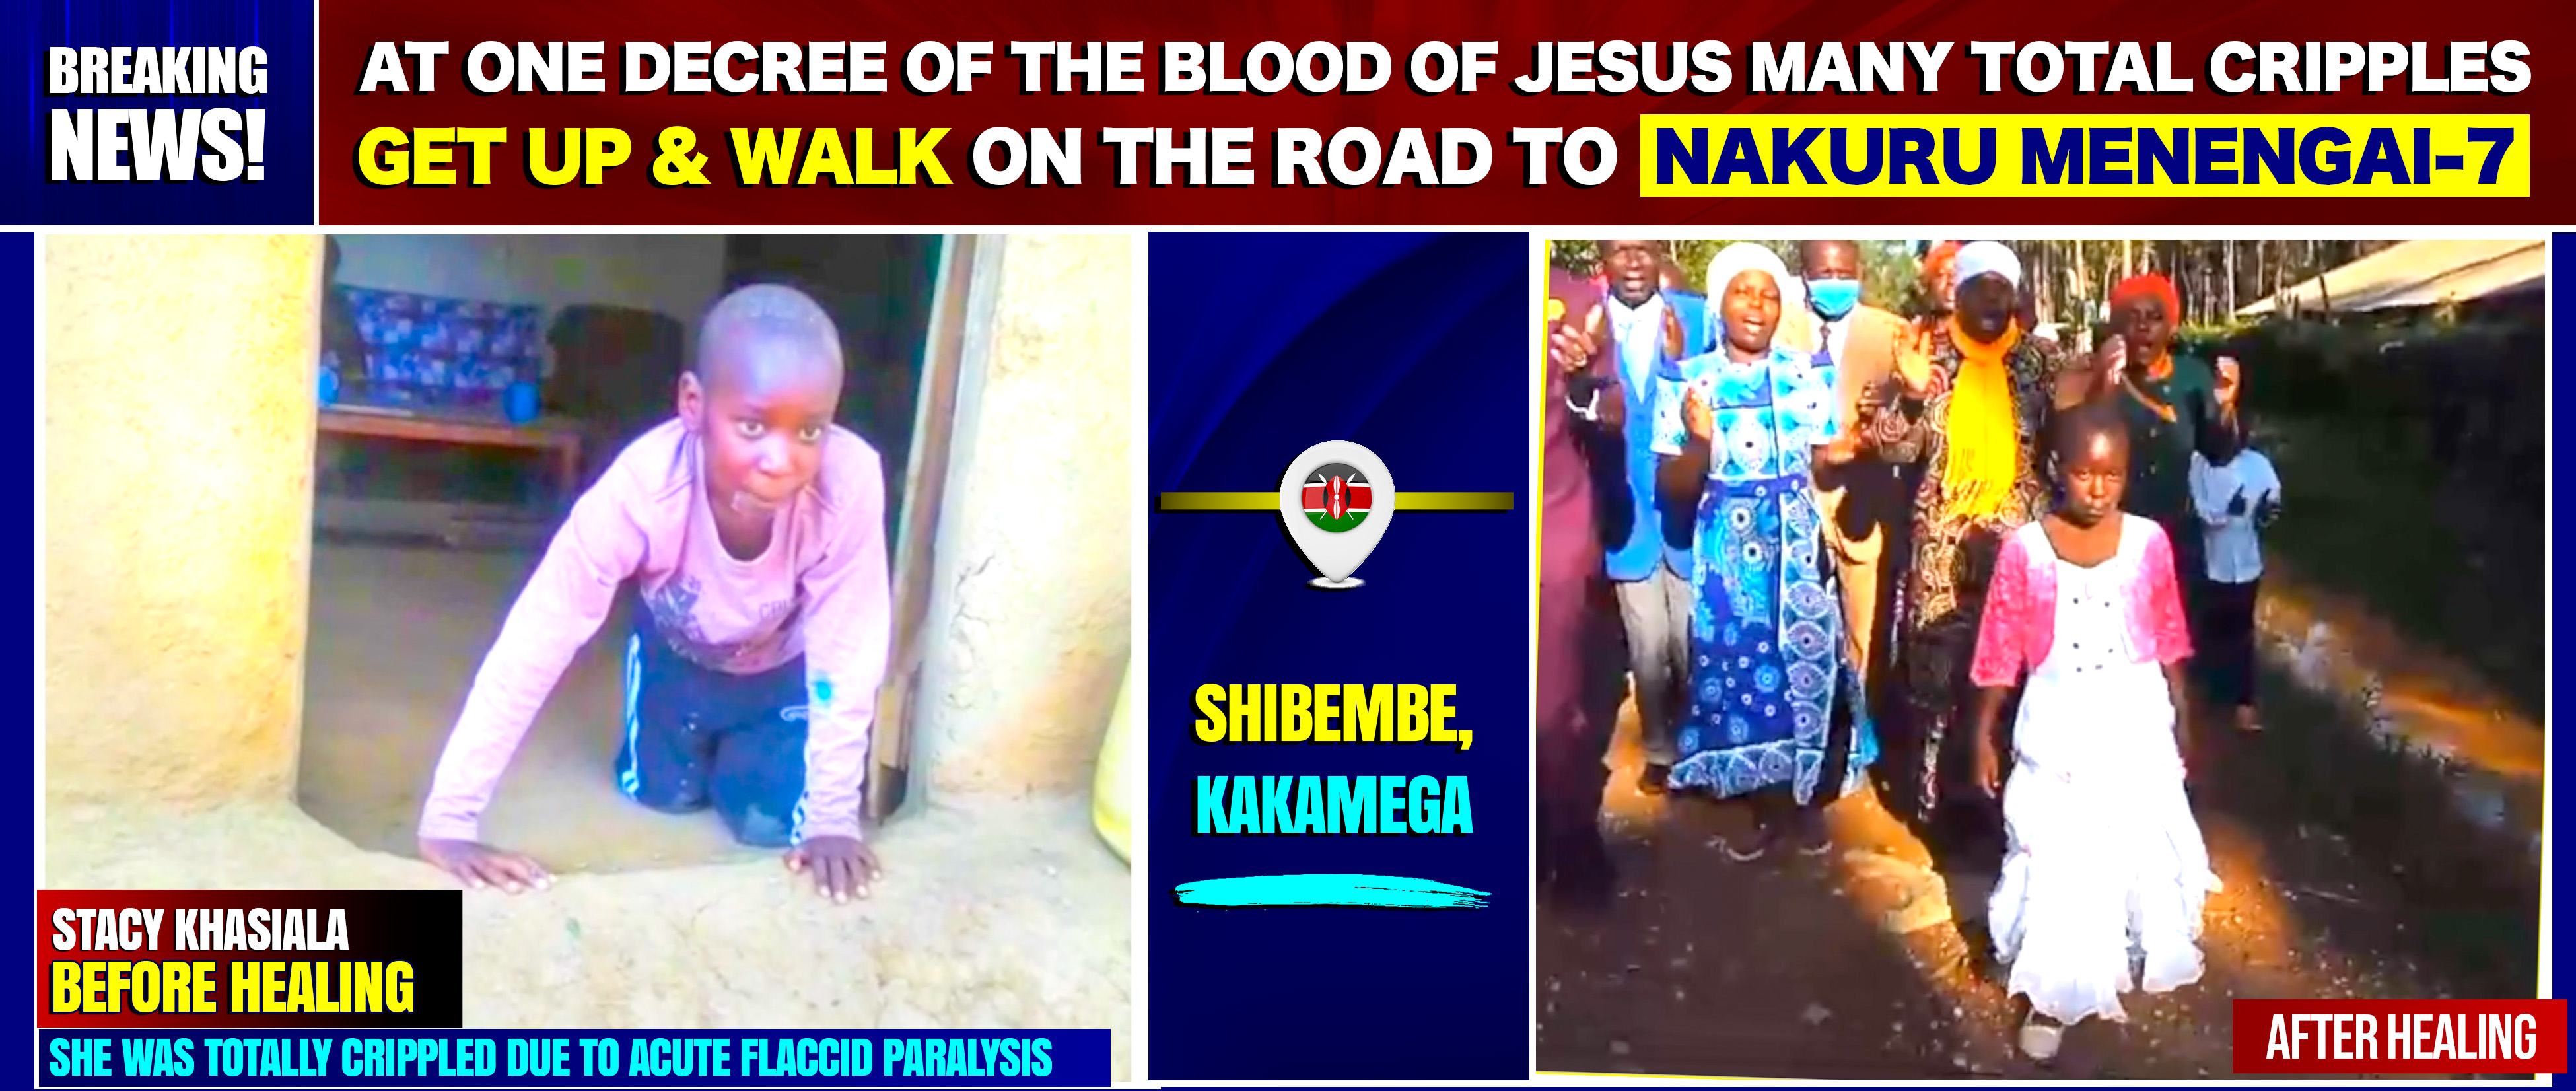 BREAKING
NEWS!
AT ONE DECREE OF THE BLOOD OF JESUS MANY TOTAL CRIPPLES
GET UP & WALK ON THE ROAD TO NAKURU MENENGAI-7
SHIBEMBE,
KAKAMEGA
STACY KHASIALA
BEFORE HEALING
SHE WAS TOTALLY CRIPPLED DUE TO ACUTE FLACCID PARALYSIS
AFTER HEALING